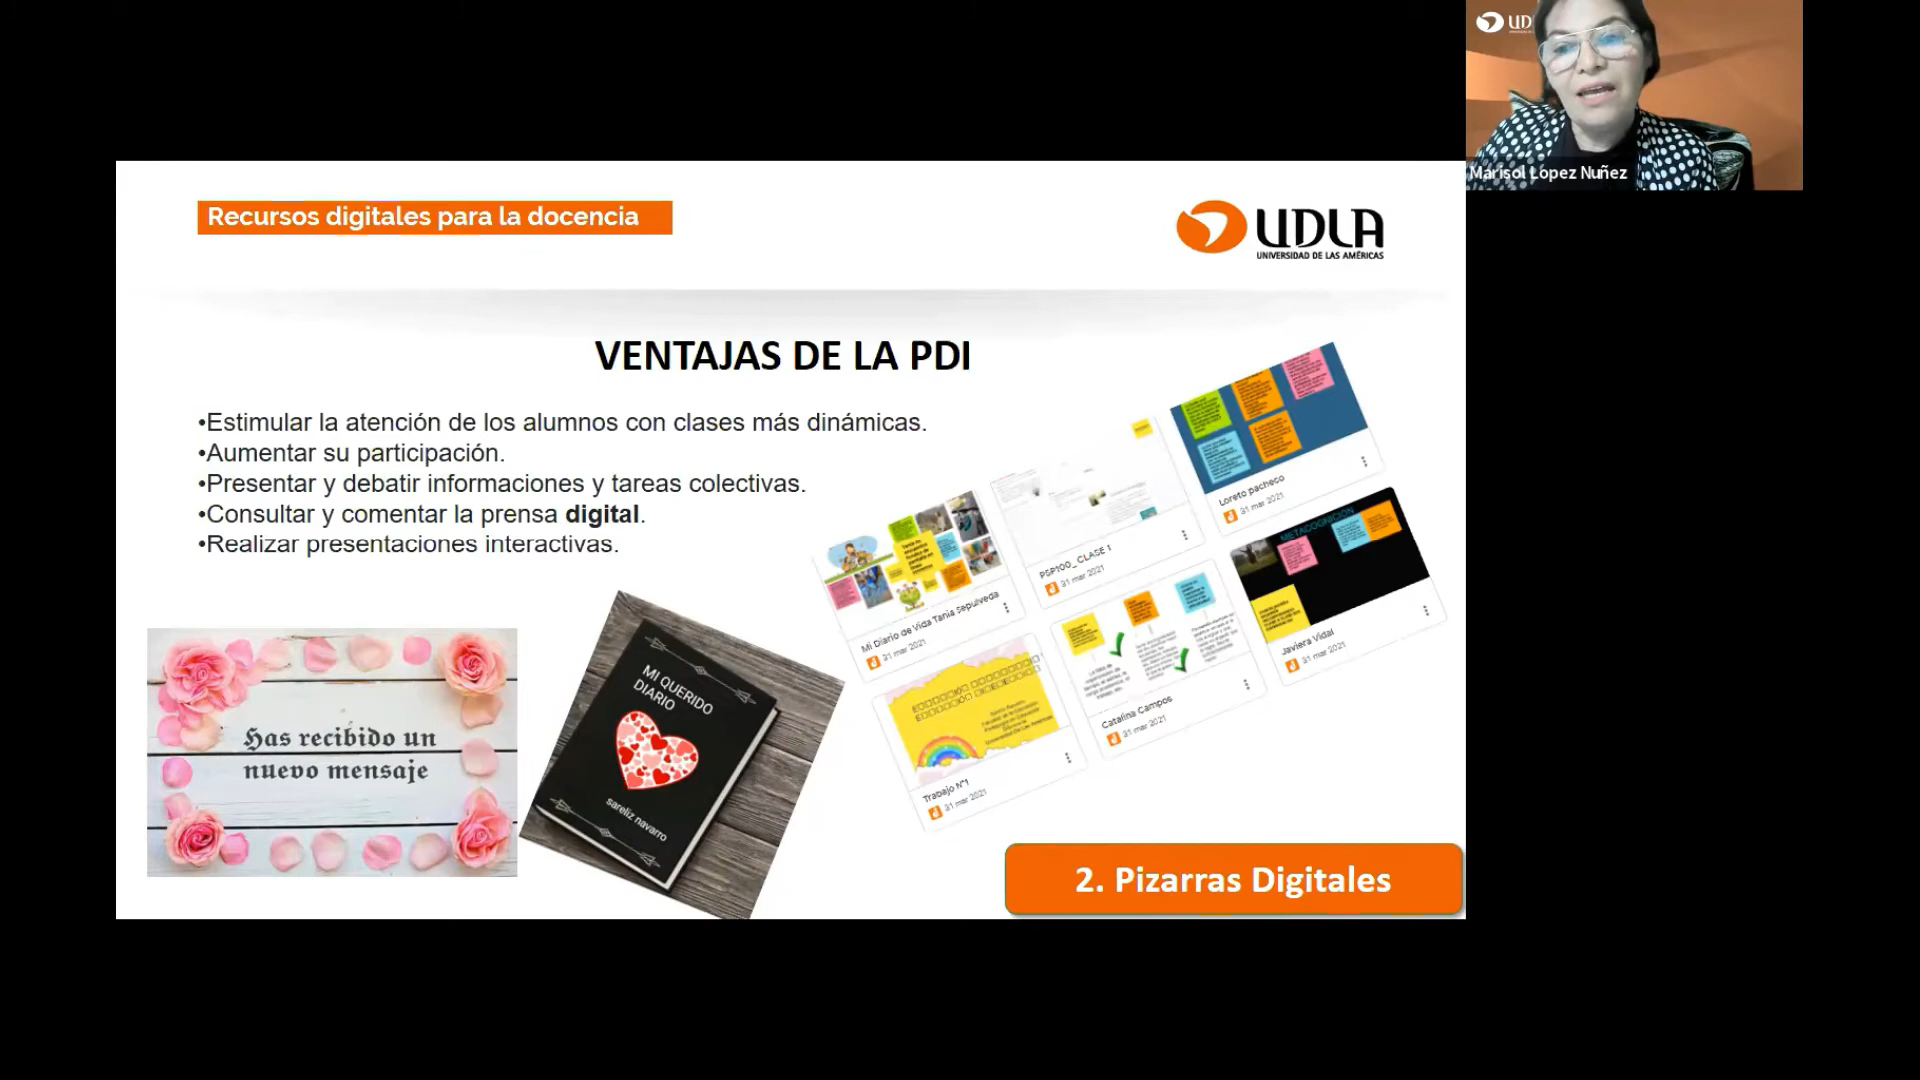 UD
Marisol López Nuñez
Recursos digitales para la docencia
UDLA
UNIVERSIDAD DE LAS AMÉRICAS
VENTAJAS DE LA PDI
•Estimular la atención de los alumnos con clases más dinámicas.
•Aumentar su participación.
•Presentar y debatir informaciones y tareas colectivas.
•Consultar y comentar la prensa digital.
•Realizar presentaciones interactivas.
Loreto pacheco
31 mar 2021
PSP100_CLASE 1
31 mar 2021
METACOGNICIÓN
Javiera Vidal
31 mar 2021
Mi Diario de Vida Tania sepulveda
31 mar 2021
Catalina Campos
31 mar 2021
Trabajo N°1
31 mar 2021
Has recibido un
nuevo mensaje
MI QUERIDO
DIARIO
sareliz navarro
2. Pizarras Digitales